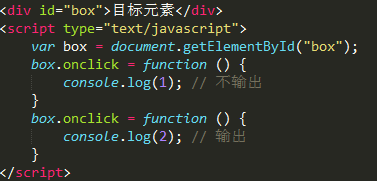 <div id="box">目标元素</div>
<script type="text/javascript">
    var box = document.getElementById("box");
    box.onclick = function () {
        console.log(1); // 不输出
    }
    box.onclick = function () {
        console.log(2); // 输出
    }
</script>